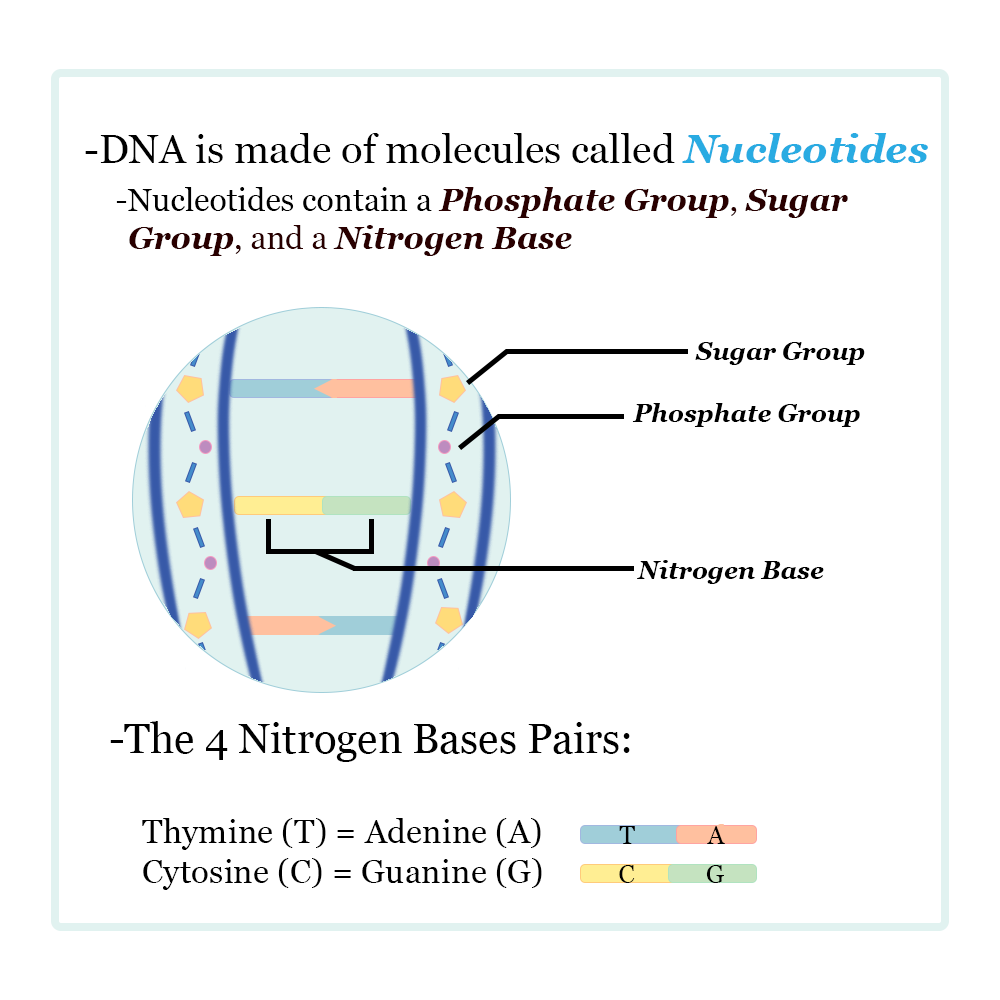 -DNA is made of molecules called Nucleotides
-Nucleotides contain a Phosphate Group, Sugar
Group, and a Nitrogen Base
Sugar Group
Phosphate Group
Nitrogen Base
-The 4 Nitrogen Bases Pairs:
Thymine (T) = Adenine (A) T A
Cytosine (C) = Guanine (G) C G